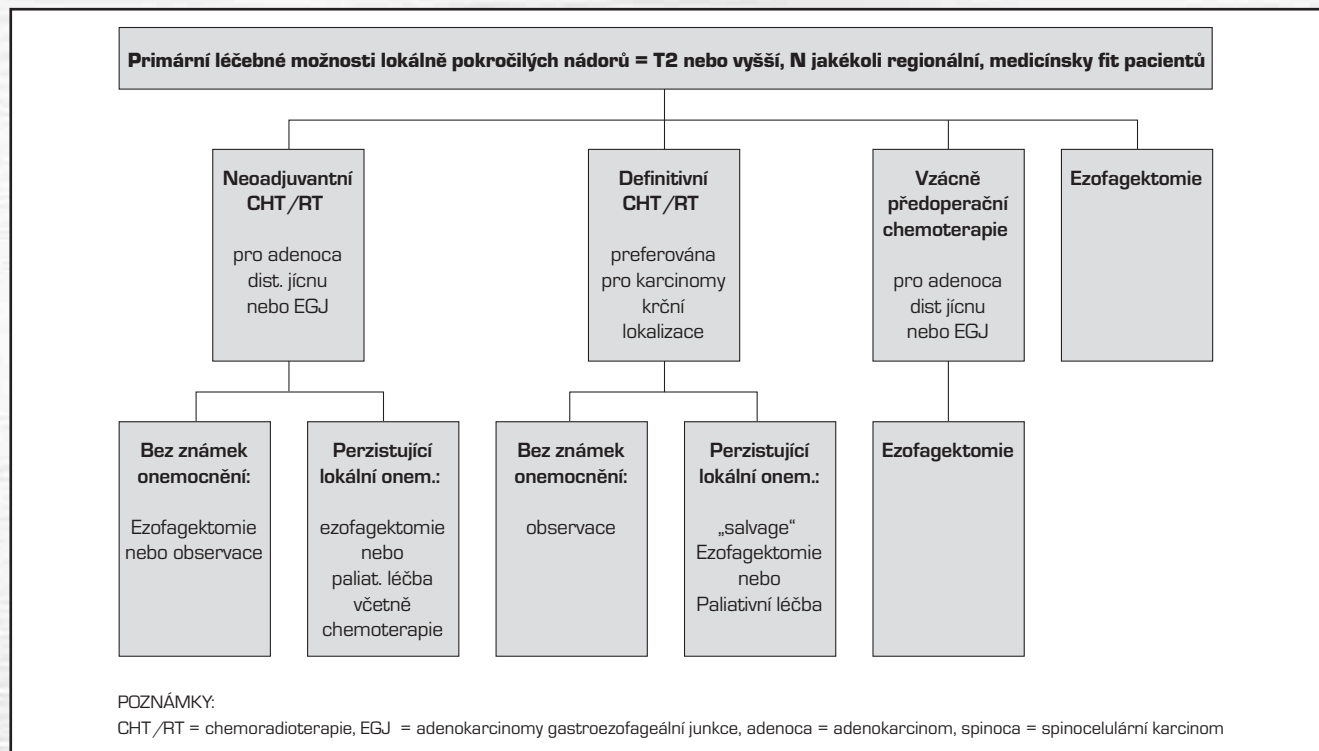 Primární léčebné možnosti lokálně pokročilých nádorů = T2 nebo vyšší, N jakékoli regionální, medicínsky fit pacientů
Neoadjuvantní
CHT/RT
pro adenoca
dist. jícnu
nebo EGJ
Definitivní
CHT/RT
preferována
pro karcinomy
krční
lokalizace
Vzácně
předoperační
chemoterapie
pro adenoca
dist jícnu
nebo EGJ
Ezofagektomie
Bez známek
onemocnění:
Ezofagektomie
nebo observace
Perzistující
lokální onem.:
ezofagektomie
nebo
paliat. léčba
včetně
chemoterapie
Bez známek
onemocnění:
observace
Perzistující
lokální onem.:
„salvage“
Ezofagektomie
nebo
Paliativní léčba
Ezofagektomie
POZNÁMKY:
CHT/RT = chemoradioterapie, EGJ = adenokarcinomy gastroezofageální junkce, adenoca = adenokarcinom, spinoca = spinocelulární karcinom